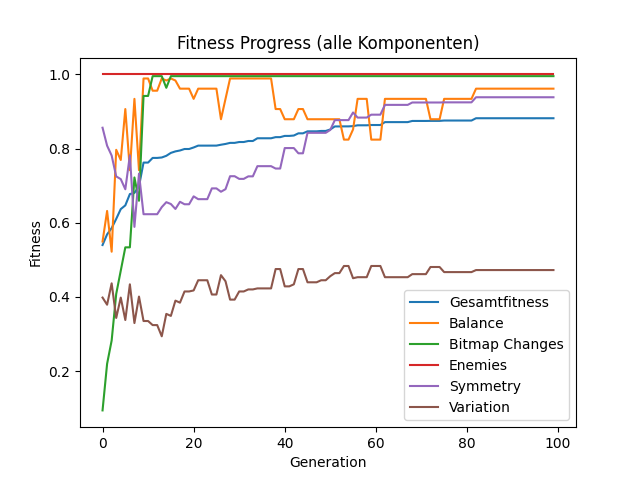 Fitness Progress (alle Komponenten)
1.0
0.8
0.6
0.4
0.2
Fitness
0 20 40 60 80 100
Generation
Gesamtfitness
Balance
Bitmap Changes
Enemies
Symmetry
Variation